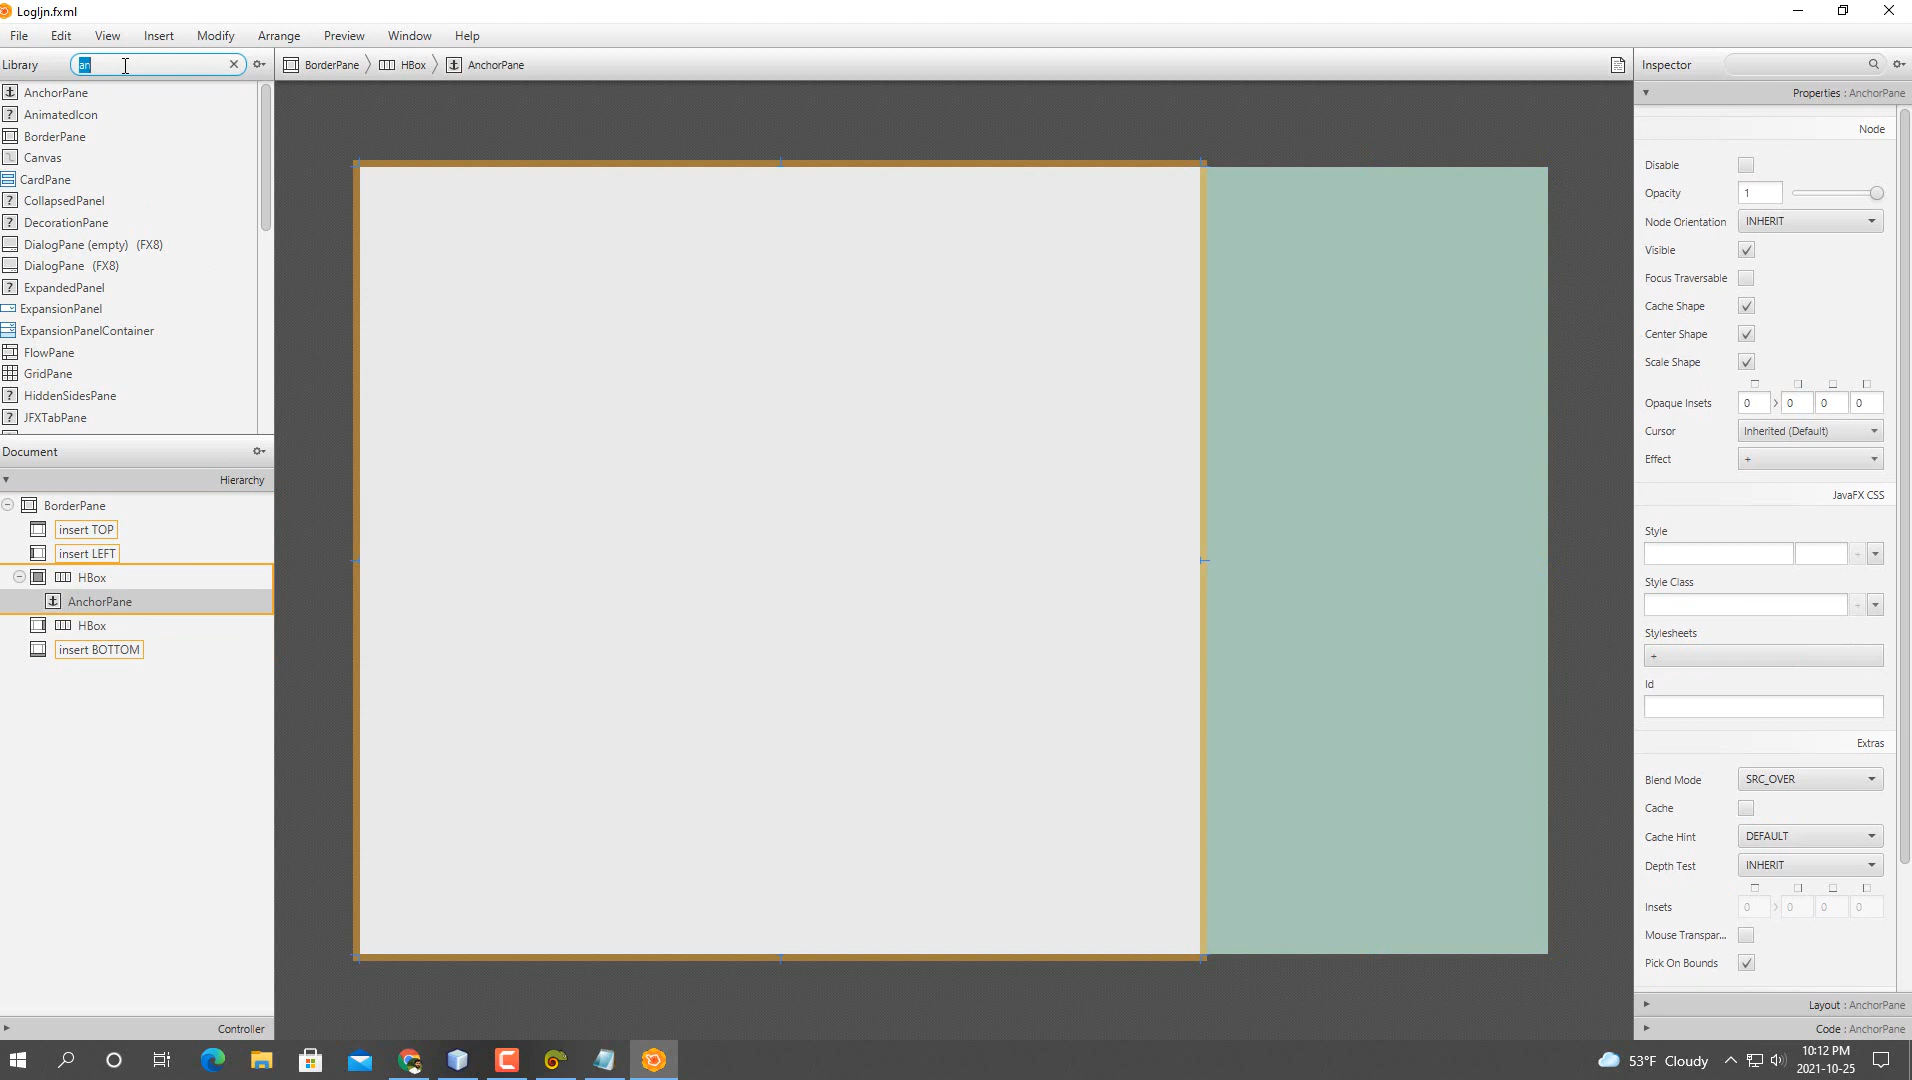 LogIjn.fxml
File Edit View Insert Modify Arrange Preview Window Help
Library an
BorderPane HBox AnchorPane
Inspector
AnchorPane
AnimatedIcon
BorderPane
Canvas
CardPane
CollapsedPanel
DecorationPane
DialogPane (empty) (FX8)
DialogPane (FX8)
ExpandedPanel
ExpansionPanel
ExpansionPanelContainer
FlowPane
GridPane
HiddenSidesPane
JFXTabPane
Document
Hierarchy
BorderPane
insert TOP
insert LEFT
HBox
AnchorPane
HBox
insert BOTTOM
Controller
Properties : AnchorPane
Node
Disable
Opacity 1
Node Orientation INHERIT
Visible
Focus Traversable
Cache Shape
Center Shape
Scale Shape
Opaque Insets 0 0 0 0
Cursor Inherited (Default)
Effect +
JavaFX CSS
Style
+
Style Class
+
Stylesheets
+
Id
Extras
Blend Mode SRC_OVER
Cache
Cache Hint DEFAULT
Depth Test INHERIT
Insets 0 0 0 0
Mouse Transpar...
Pick On Bounds
Layout : AnchorPane
Code : AnchorPane
53°F Cloudy
10:12 PM
2021-10-25